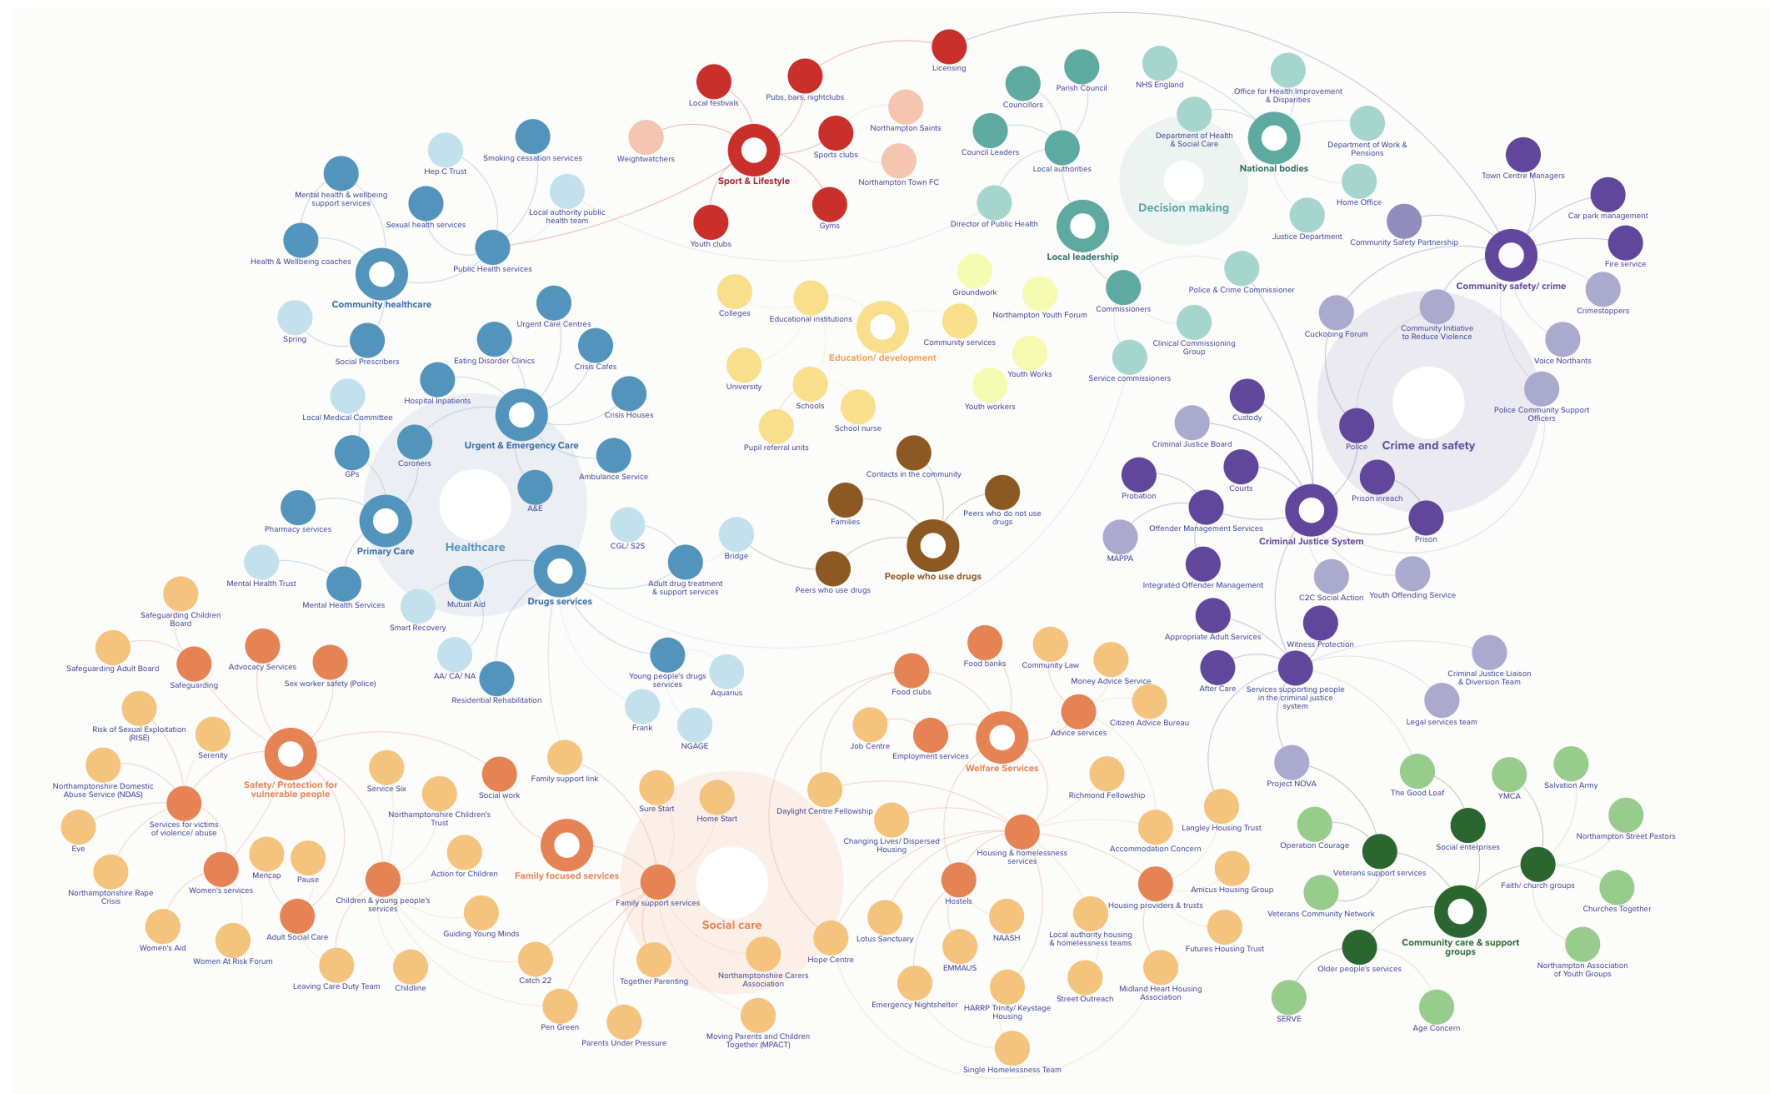 Licensing
Local festivals
Pubs, bars, nightclubs
Northampton Saints
Weightwatchers
Sports clubs
Northampton Town FC
Sport & Lifestyle
Gyms
Youth clubs
Councillors
Parish Council
Council Leaders
Local authorities
Director of Public Health
Local leadership
NHS England
Office for Health Improvement
& Disparities
Department of Health
& Social Care
Department of Work &
Pensions
National bodies
Home Office
Justice Department
Decision making
Police & Crime Commissioner
Commissioners
Clinical Commissioning
Group
Service commissioners
Town Centre Managers
Car park management
Community Safety Partnership
Fire service
Community safety/ crime
Crimestoppers
Cuckooing Forum
Community Initiative
to Reduce Violence
Voice Northants
Police Community Support
Officers
Police
Crime and safety
Custody
Criminal Justice Board
Courts
Probation
Prison inreach
Offender Management Services
Prison
Criminal Justice System
MAPPA
Integrated Offender Management
C2C Social Action
Youth Offending Service
Appropriate Adult Services
Witness Protection
After Care
Services supporting people
in the criminal justice
system
Criminal Justice Liaison
& Diversion Team
Legal services team
Project NOVA
Smoking cessation services
Hep C Trust
Mental health & wellbeing
support services
Sexual health services
Local authority public
health team
Health & Wellbeing coaches
Public Health services
Community healthcare
Spring
Social Prescribers
Urgent Care Centres
Eating Disorder Clinics
Crisis Cafes
Hospital Inpatients
Crisis Houses
Local Medical Committee
Urgent & Emergency Care
Coroners
GPs
Ambulance Service
A&E
Pharmacy services
Primary Care
Healthcare
Mental Health Trust
Mental Health Services
Mutual Aid
Smart Recovery
Drugs services
CGL/ S2S
Bridge
Adult drug treatment
& support services
AA/ CA/ NA
Residential Rehabilitation
Young people's drugs
services
Aquarius
Frank
NGAGE
Colleges
Educational institutions
Education/ development
University
Schools
School nurse
Pupil referral units
Groundwork
Northampton Youth Forum
Community services
Youth Works
Youth workers
Contacts in the community
Families
Peers who do not use
drugs
People who use drugs
Peers who use drugs
Safeguarding Children
Board
Safeguarding Adult Board
Safeguarding
Advocacy Services
Sex worker safety (Police)
Risk of Sexual Exploitation
(RISE)
Serenity
Northamptonshire Domestic
Abuse Service (NDAS)
Safety/ Protection for
vulnerable people
Services for victims
of violence/ abuse
Eve
Northamptonshire Rape
Crisis
Women's services
Mencap
Pause
Women's Aid
Women At Risk Forum
Adult Social Care
Service Six
Northamptonshire Children's
Trust
Social work
Action for Children
Children & young people's
services
Guiding Young Minds
Leaving Care Duty Team
Childline
Family support link
Family focused services
Catch 22
Pen Green
Parents Under Pressure
Sure Start
Home Start
Family support services
Social care
Together Parenting
Northamptonshire Carers
Association
Moving Parents and Children
Together (MPACT)
Hope Centre
Food banks
Food clubs
Community Law
Money Advice Service
Job Centre
Employment services
Advice services
Citizen Advice Bureau
Welfare Services
Daylight Centre Fellowship
Richmond Fellowship
Changing Lives/ Dispersed
Housing
Housing & homelessness
services
Accommodation Concern
Langley Housing Trust
Hostels
Housing providers & trusts
Amicus Housing Group
Lotus Sanctuary
NAASH
Local authority housing
& homelessness teams
Futures Housing Trust
EMMAUS
Emergency Nightshelter
HARRP Trinity/ Keystage
Housing
Street Outreach
Midland Heart Housing
Association
Single Homelessness Team
The Good Loaf
YMCA
Salvation Army
Operation Courage
Social enterprises
Northampton Street Pastors
Veterans support services
Faith/ church groups
Veterans Community Network
Churches Together
Community care & support
groups
Older people's services
Northampton Association
of Youth Groups
SERVE
Age Concern